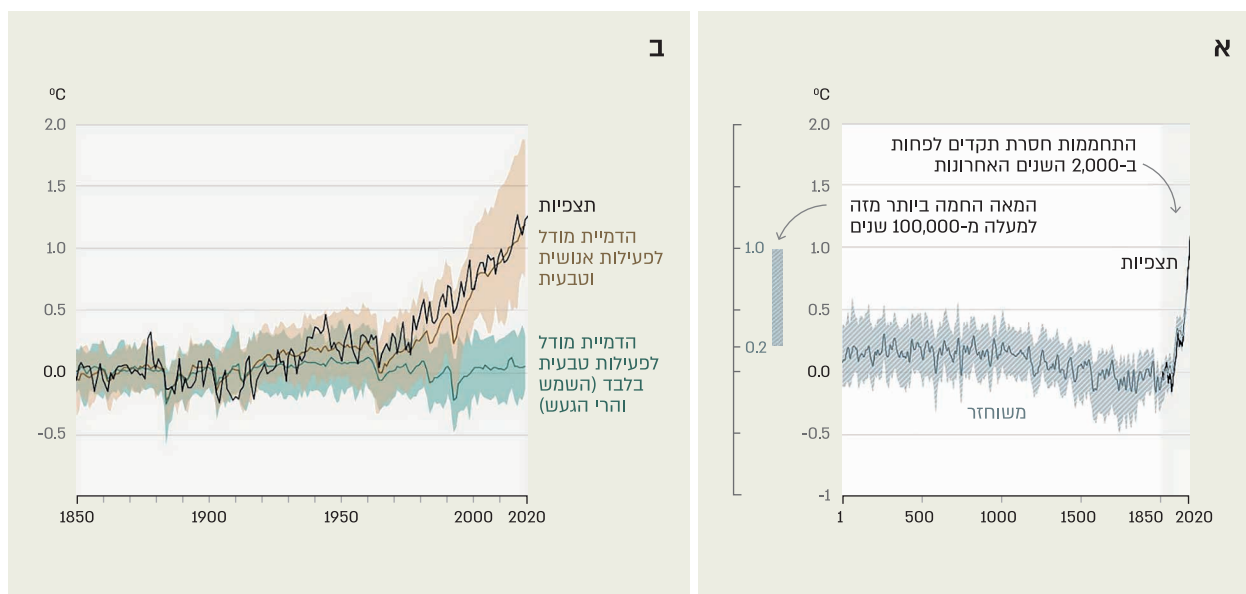 א
⁰C
2.0
1.5
1.0
0.5
0.0
-0.5
-1
התחממות חסרת תקדים לפחות
ב-2,000 השנים האחרונות
המאה החמה ביותר מזה
למעלה מ-100,000 שנים
תצפיות
משוחזר
1.0
0.2
1
500
1000
1500
1850
2020
ב
⁰C
2.0
1.5
1.0
0.5
0.0
-0.5
תצפיות
הדמיית מודל
לפעילות אנושית
וטבעית
הדמיית מודל
לפעילות טבעית
בלבד (השמש
והרי הגעש)
1850
1900
1950
2000
2020